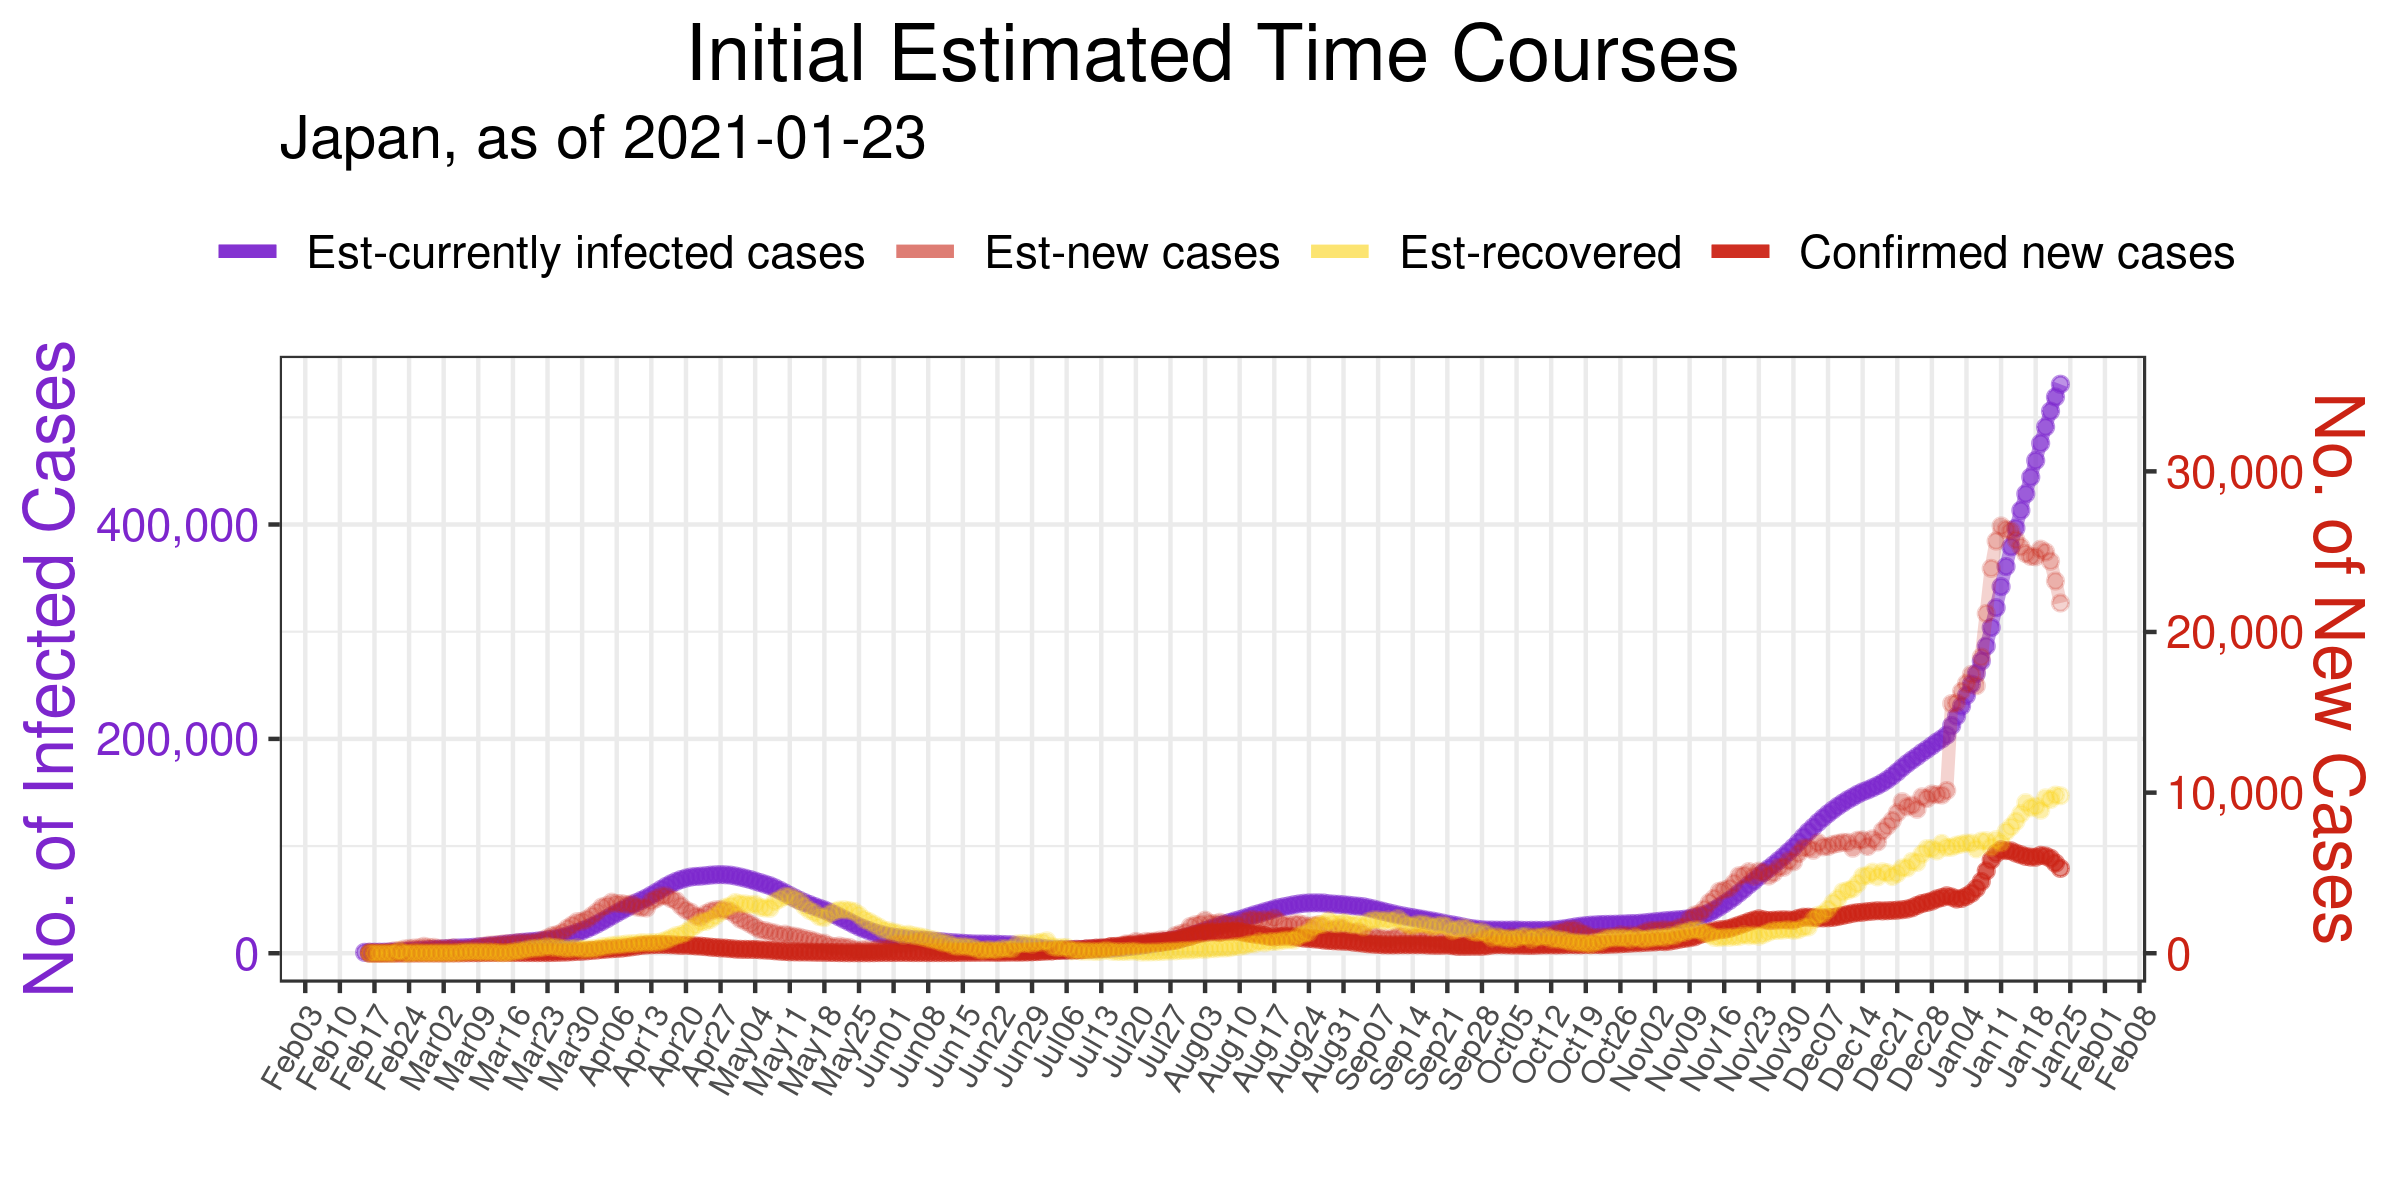 Initial Estimated Time Courses
Japan, as of 2021-01-23
Est-currently infected cases Est-new cases Est-recovered Confirmed new cases
No. of Infected Cases
400,000
200,000
0
30,000
20,000
10,000
0
No. of New Cases
Feb03 Feb10 Feb17 Feb24 Mar02 Mar09 Mar16 Mar23 Mar30 Apr06 Apr13 Apr20 Apr27 May04 May11 May18 May25 Jun01 Jun08 Jun15 Jun22 Jun29 Jul06 Jul13 Jul20 Jul27 Aug03 Aug10 Aug17 Aug24 Aug31 Sep07 Sep14 Sep21 Sep28 Oct05 Oct12 Oct19 Oct26 Nov02 Nov09 Nov16 Nov23 Nov30 Dec07 Dec14 Dec21 Dec28 Jan04 Jan11 Jan18 Jan25 Feb01 Feb08